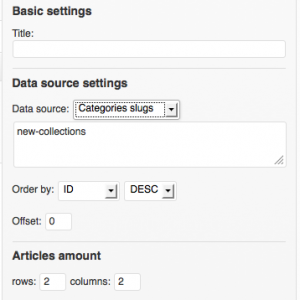 Basic settings
Title:
Data source settings
Data source: Categories slugs
new-collections
Order by: ID DESC
Offset: 0
Articles amount
rows: 2 columns: 2